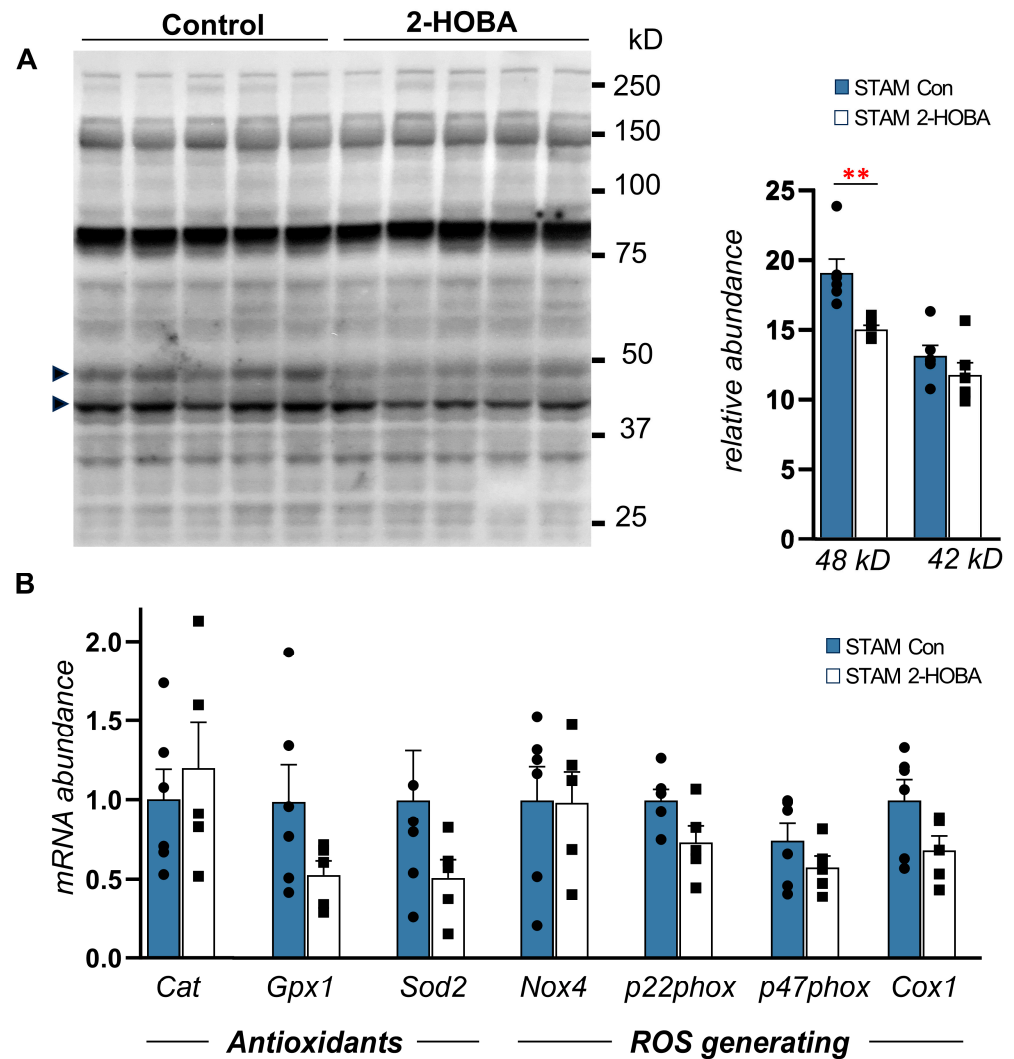 A
Control
2-HOBA
kD
250
150
100
75
50
37
25
STAM Con
STAM 2-HOBA
**
25
20
15
10
5
0
relative abundance
48 kD
42 kD
B
STAM Con
STAM 2-HOBA
2.0
1.5
1.0
0.5
0.0
mRNA abundance
Cat
Gpx1
Sod2
Nox4
p22phox
p47phox
Cox1
Antioxidants
ROS generating